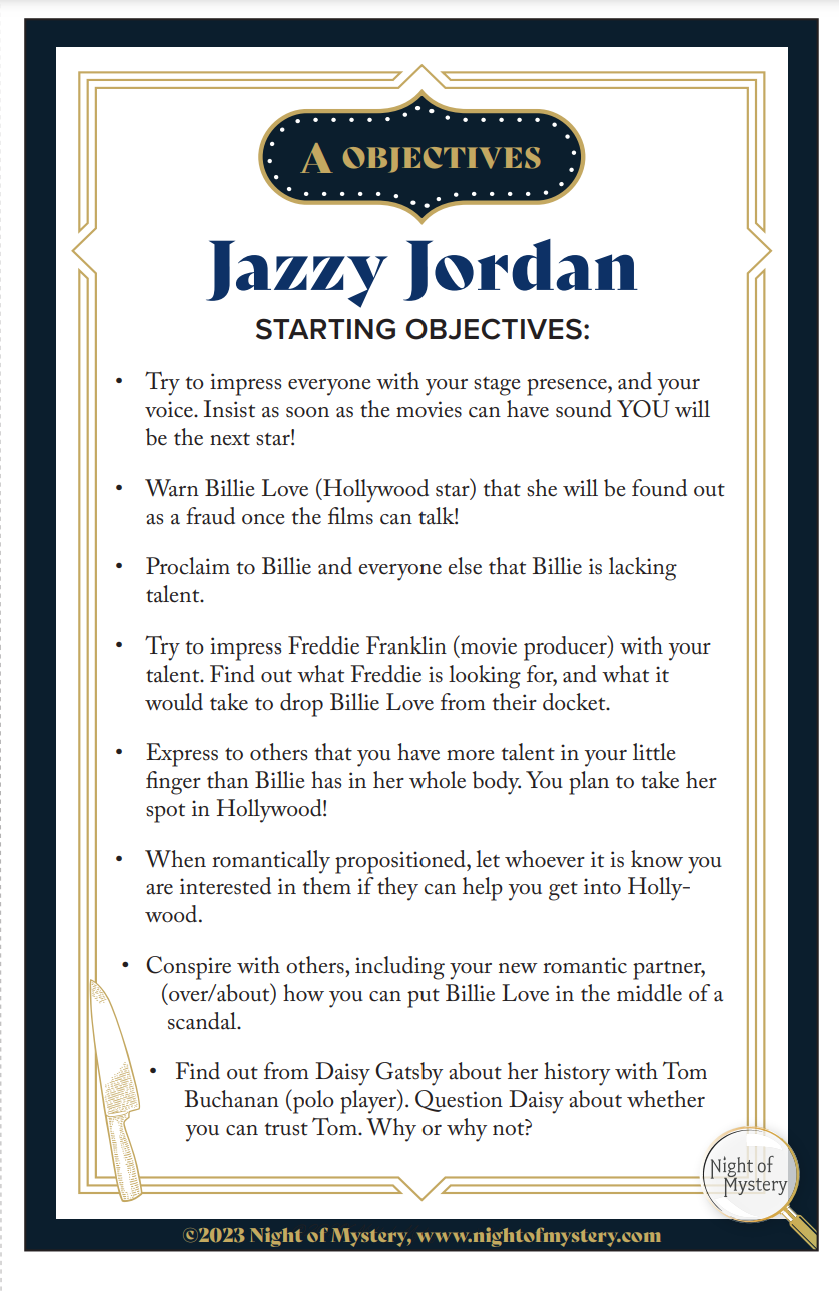 A OBJECTIVES
Jazzy Jordan
STARTING OBJECTIVES:
• Try to impress everyone with your stage presence, and your
voice. Insist as soon as the movies can have sound YOU will
be the next star!
• Warn Billie Love (Hollywood star) that she will be found out
as a fraud once the films can talk!
• Proclaim to Billie and everyone else that Billie is lacking
talent.
• Try to impress Freddie Franklin (movie producer) with your
talent. Find out what Freddie is looking for, and what it
would take to drop Billie Love from their docket.
• Express to others that you have more talent in your little
finger than Billie has in her whole body. You plan to take her
spot in Hollywood!
• When romantically propositioned, let whoever it is know you
are interested in them if they can help you get into Holly-
wood.
• Conspire with others, including your new romantic partner,
(over/about) how you can put Billie Love in the middle of a
scandal.
• Find out from Daisy Gatsby about her history with Tom
Buchanan (polo player). Question Daisy about whether
you can trust Tom. Why or why not?
Night of
Mystery
©2023 Night of Mystery, www.nightofmystery.com